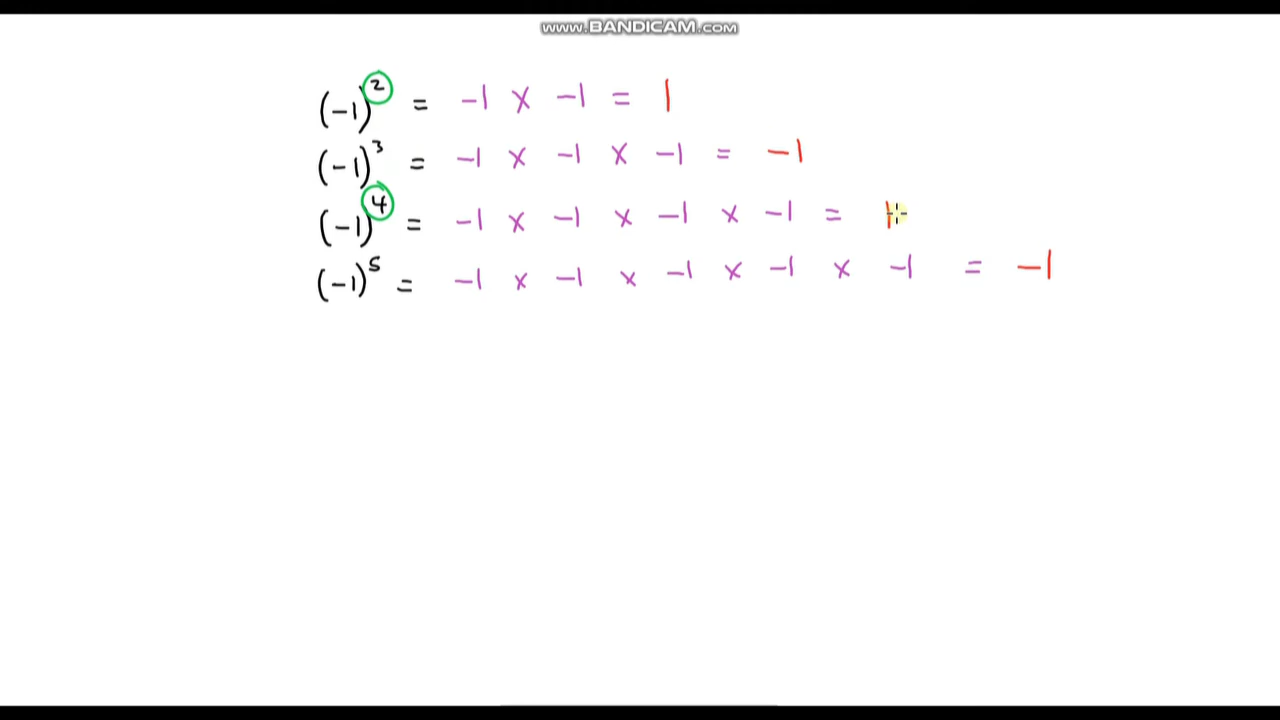 www.BANDICAM.com
(-1)² = -1 x -1 = 1
(-1)³ = -1 x -1 x -1 = -1
(-1)⁴ = -1 x -1 x -1 x -1 = 1
(-1)⁵ = -1 x -1 x -1 x -1 x -1 = -1